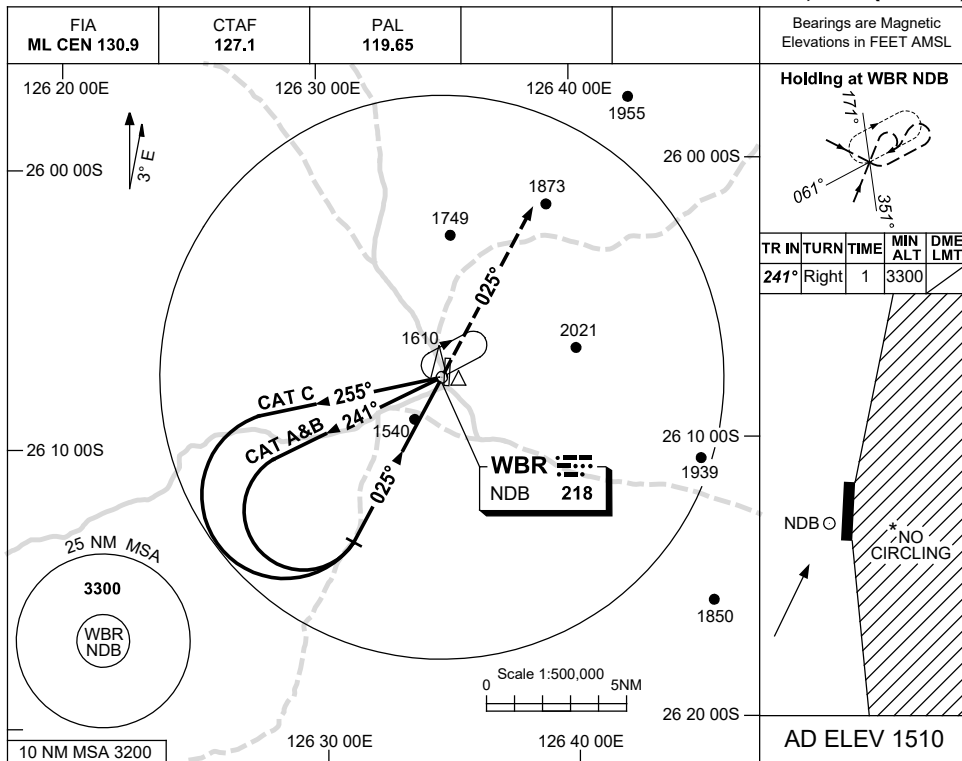 FIA
ML CEN 130.9
CTAF
127.1
PAL
119.65
Bearings are Magnetic
Elevations in FEET AMSL
126 20 00E
126 30 00E
126 40 00E
1955
3° E
26 00 00S
26 00 00S
1873
1749
025°
2021
1610
CAT C
255°
CAT A&B
241°
1540
025°
26 10 00S
26 10 00S
1939
WBR
NDB 218
25 NM MSA
3300
WBR
NDB
1850
Scale 1:500,000
0
5NM
26 20 00S
10 NM MSA 3200
126 30 00E
126 40 00E
Holding at WBR NDB
171°
061°
351°
TR IN TURN TIME MIN ALT DME LMT
241° Right 1 3300
NDB
*NO
CIRCLING
AD ELEV 1510